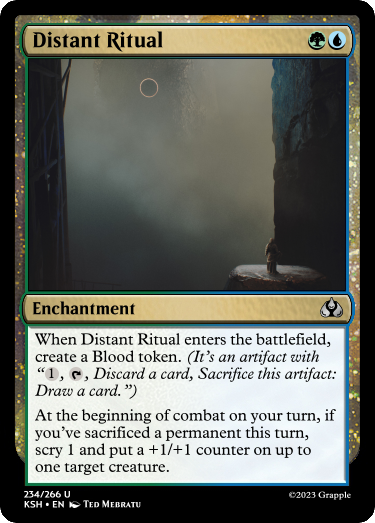 Distant Ritual
Enchantment
When Distant Ritual enters the battlefield,
create a Blood token. (It's an artifact with
“1, , Discard a card, Sacrifice this artifact:
Draw a card.”)
At the beginning of combat on your turn, if
you've sacrificed a permanent this turn,
scry 1 and put a +1/+1 counter on up to
one target creature.
234/266 U
KSH • EN Ted Mebratu
©2023 Grapple